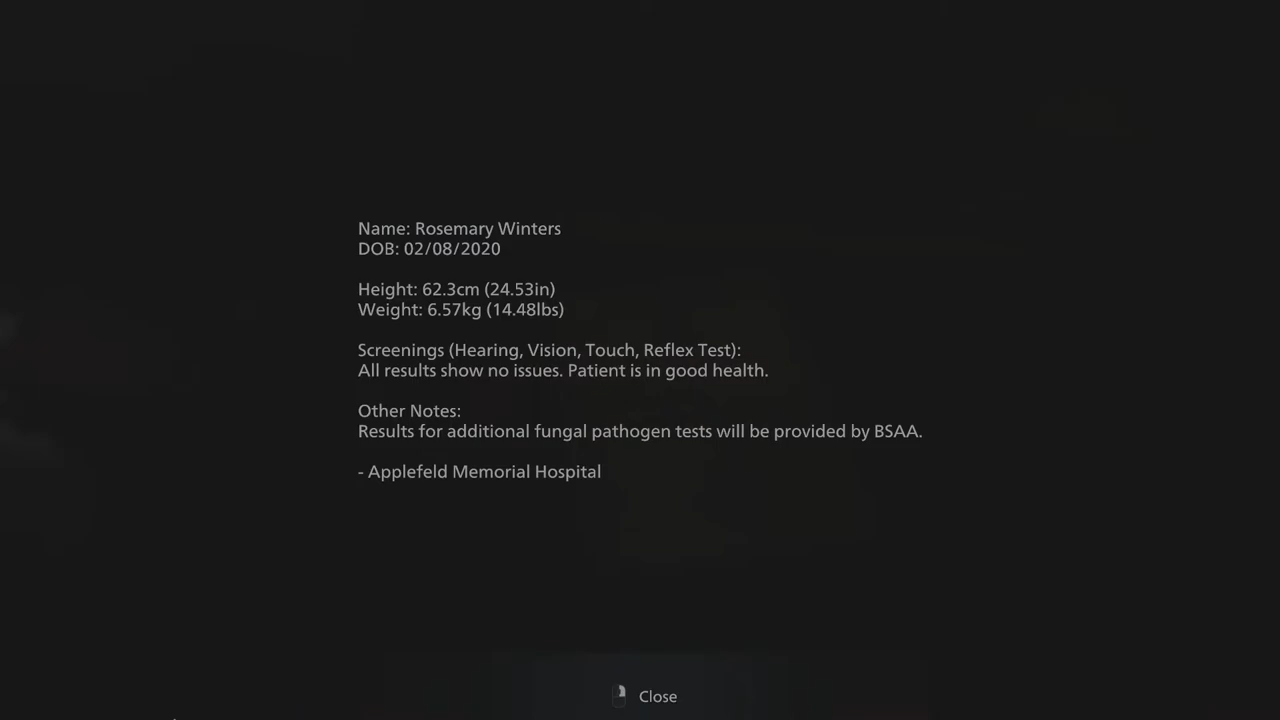 Name: Rosemary Winters
DOB: 02/08/2020
Height: 62.3cm (24.53in)
Weight: 6.57kg (14.48lbs)
Screenings (Hearing, Vision, Touch, Reflex Test):
All results show no issues. Patient is in good health.
Other Notes:
Results for additional fungal pathogen tests will be provided by BSAA.
- Applefeld Memorial Hospital
Close